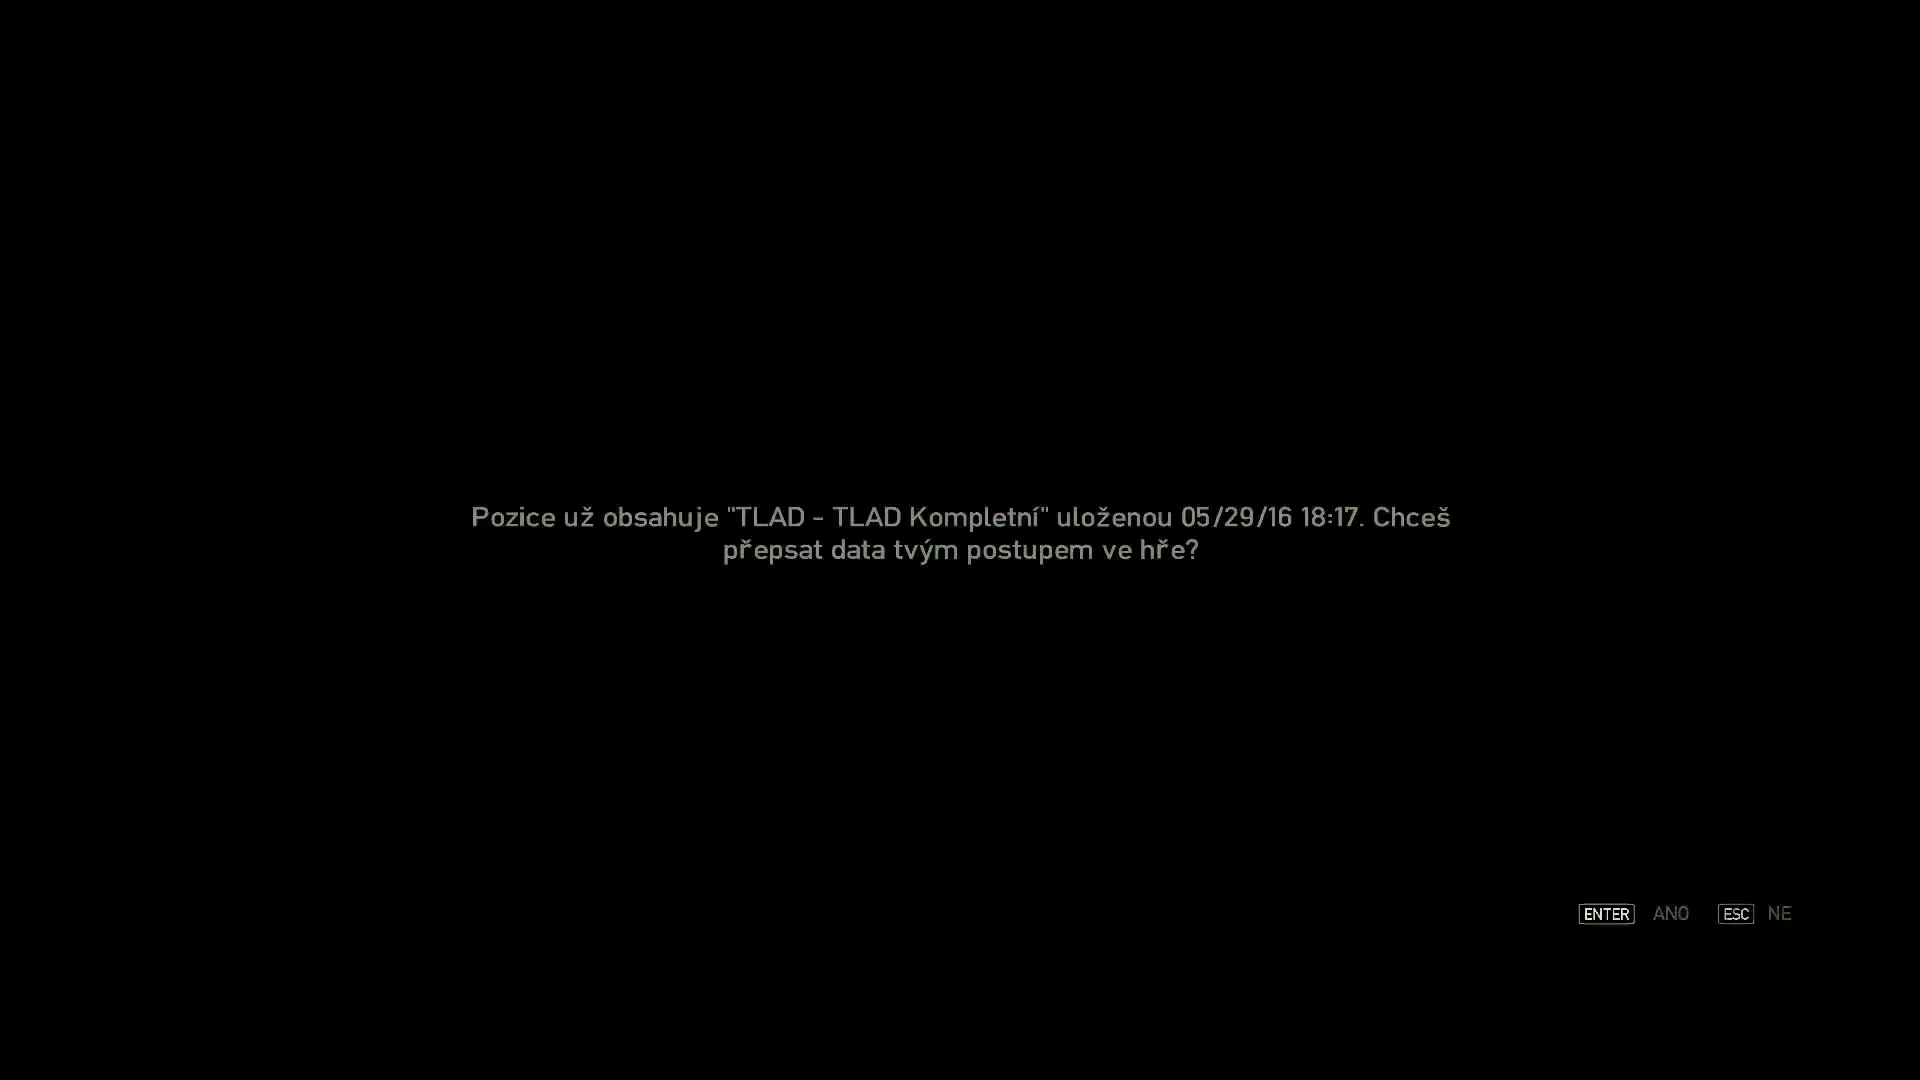 Pozice už obsahuje "TLAD - TLAD Kompletní" uloženou 05/29/16 18:17. Chceš
přepsat data tvým postupem ve hře?
ENTER ANO ESC NE